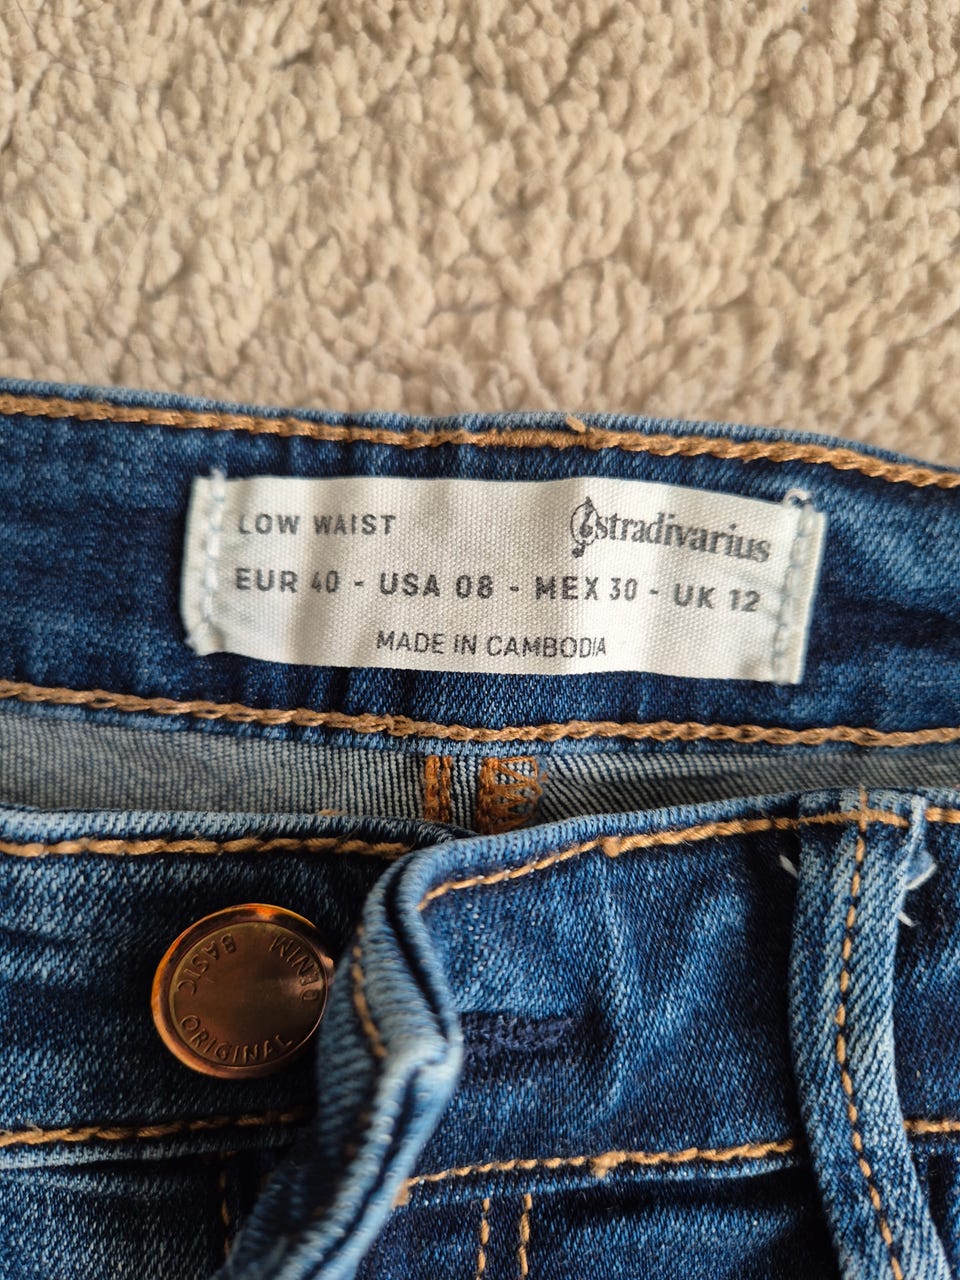 LOW WAIST
stradivarius
EUR 40 - USA 08 - MEX 30 - UK 12
MADE IN CAMBODIA
DENIM
BASIC
ORIGINAL